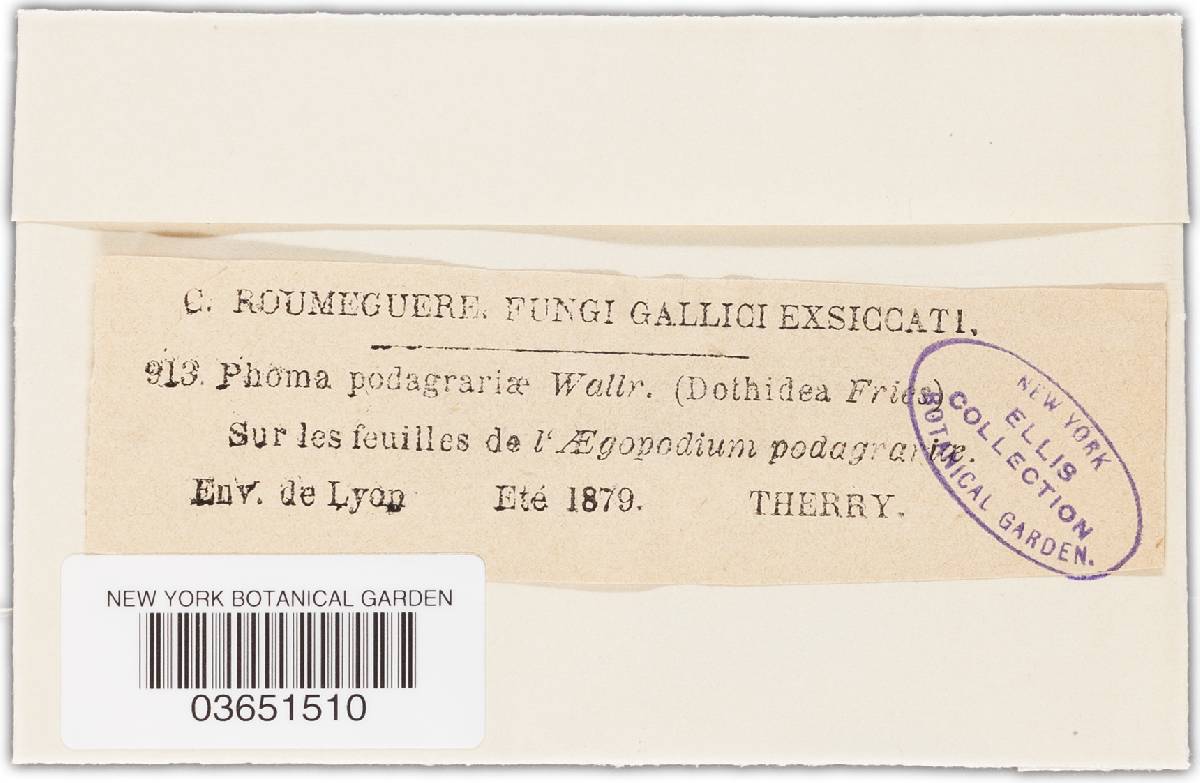 C. ROUMEGUERE. FUNGI GALLICI EXSICCATI.
913. Phoma podagrariæ Wallr. (Dothidea Fries)
Sur les feuilles de l'Ægopodium podagrariæ.
Env. de Lyon Eté 1879. THERRY.
NEW YORK
ELLIS
COLLECTION
BOTANICAL GARDEN.
NEW YORK BOTANICAL GARDEN
03651510